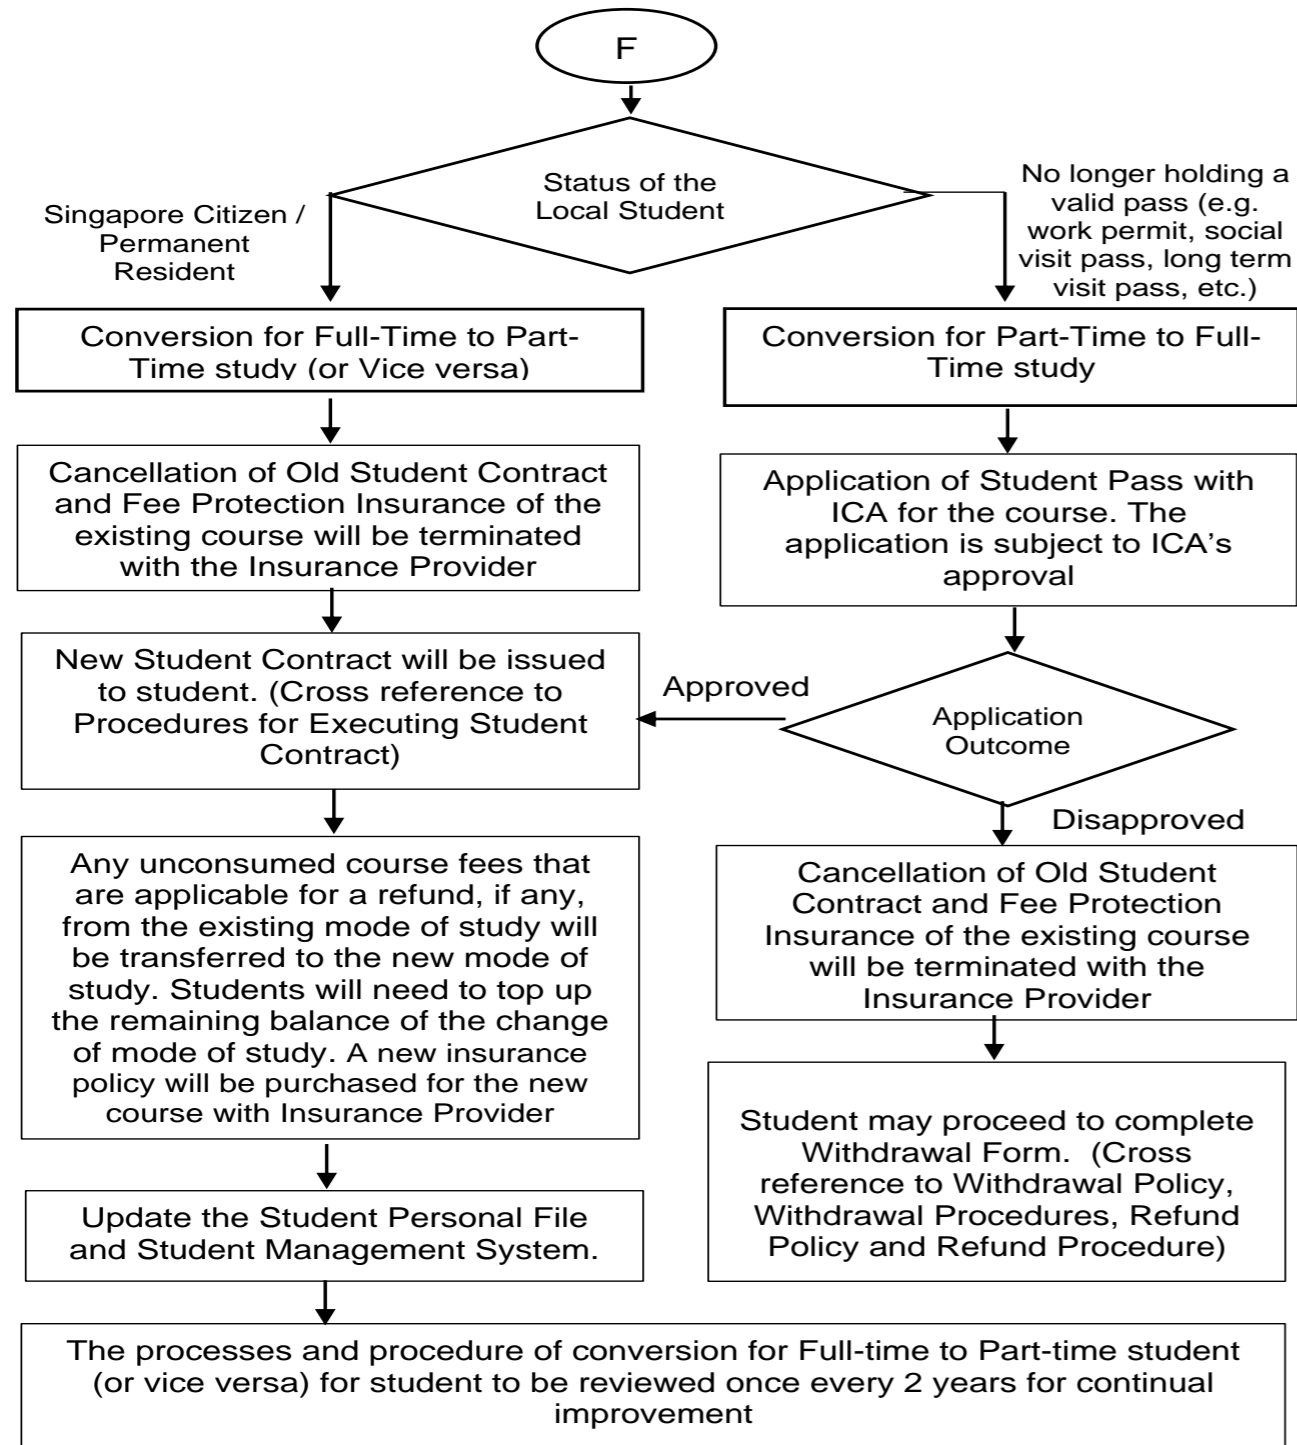 F
Status of the
Local Student
Singapore Citizen /
Permanent
Resident
No longer holding a
valid pass (e.g.
work permit, social
visit pass, long term
visit pass, etc.)
Conversion for Full-Time to Part-
Time study (or Vice versa)
Conversion for Part-Time to Full-
Time study
Cancellation of Old Student Contract
and Fee Protection Insurance of the
existing course will be terminated
with the Insurance Provider
Application of Student Pass with
ICA for the course. The
application is subject to ICA’s
approval
New Student Contract will be issued
to student. (Cross reference to
Procedures for Executing Student
Contract)
Approved
Application
Outcome
Disapproved
Any unconsumed course fees that
are applicable for a refund, if any,
from the existing mode of study will
be transferred to the new mode of
study. Students will need to top up
the remaining balance of the change
of mode of study. A new insurance
policy will be purchased for the new
course with Insurance Provider
Cancellation of Old Student
Contract and Fee Protection
Insurance of the existing course
will be terminated with the
Insurance Provider
Student may proceed to complete
Withdrawal Form. (Cross
reference to Withdrawal Policy,
Withdrawal Procedures, Refund
Policy and Refund Procedure)
Update the Student Personal File
and Student Management System.
The processes and procedure of conversion for Full-time to Part-time student
(or vice versa) for student to be reviewed once every 2 years for continual
improvement